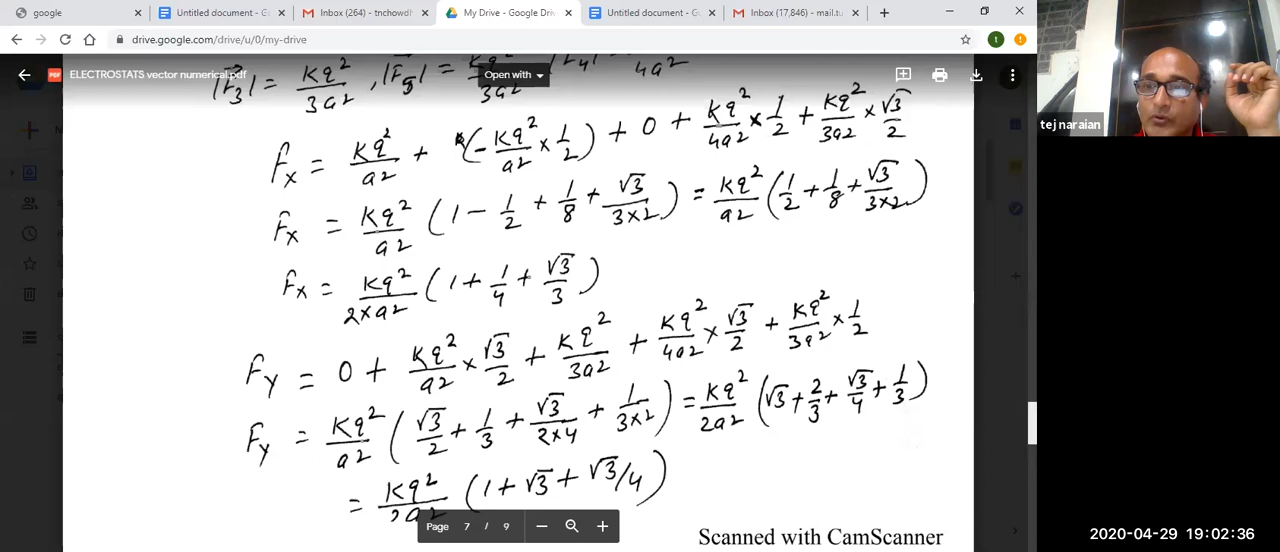 google
Inbox (264) - tnchowdh
My Drive - Google Driv
Untitled document - G
Inbox (17,846) - mail.tu
drive.google.com/drive/u/0/my-drive
t
PDF ELECTROSTATS vector numerical.pdf
Open with
|F₃| = Kq²/3a², |F₅| = Kq²/3a² |F₄| 4a²
Fx = Kq²/a² + (-Kq²/a² × 1/2) + 0 + Kq²/4a² × 1/2 + Kq²/3a² × √3/2
Fx = Kq²/a² (1 - 1/2 + 1/8 + √3/3×2) = Kq²/a² (1/2 + 1/8 + √3/3×2)
Fx = Kq²/2×a² (1 + 1/4 + √3/3)
FY = 0 + Kq²/a² × √3/2 + Kq²/3a² + Kq²/4a² × √3/2 + Kq²/3a² × 1/2
FY = Kq²/a² (√3/2 + 1/3 + √3/2×4 + 1/3×2) = Kq²/2a² (√3 + 2/3 + √3/4 + 1/3)
= Kq²/2a² (1 + √3 + √3/4)
Page 7 / 9
Scanned with CamScanner
tej naraian
2020-04-29 19:02:36